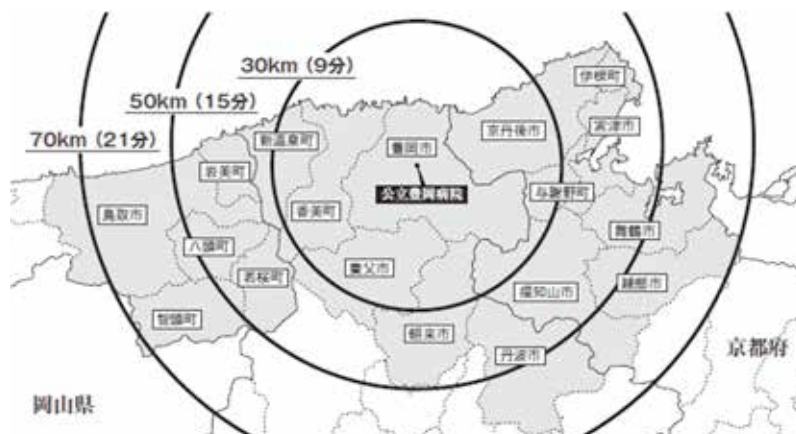 30km（9分）
50km（15分）
70km（21分）
伊根町
京丹後市
宮津市
豊岡市
新温泉町
岩美町
公立豊岡病院
与謝野町
香美町
鳥取市
舞鶴市
八頭町
養父市
若桜町
福知山市
綾部市
智頭町
朝来市
丹波市
京都府
岡山県